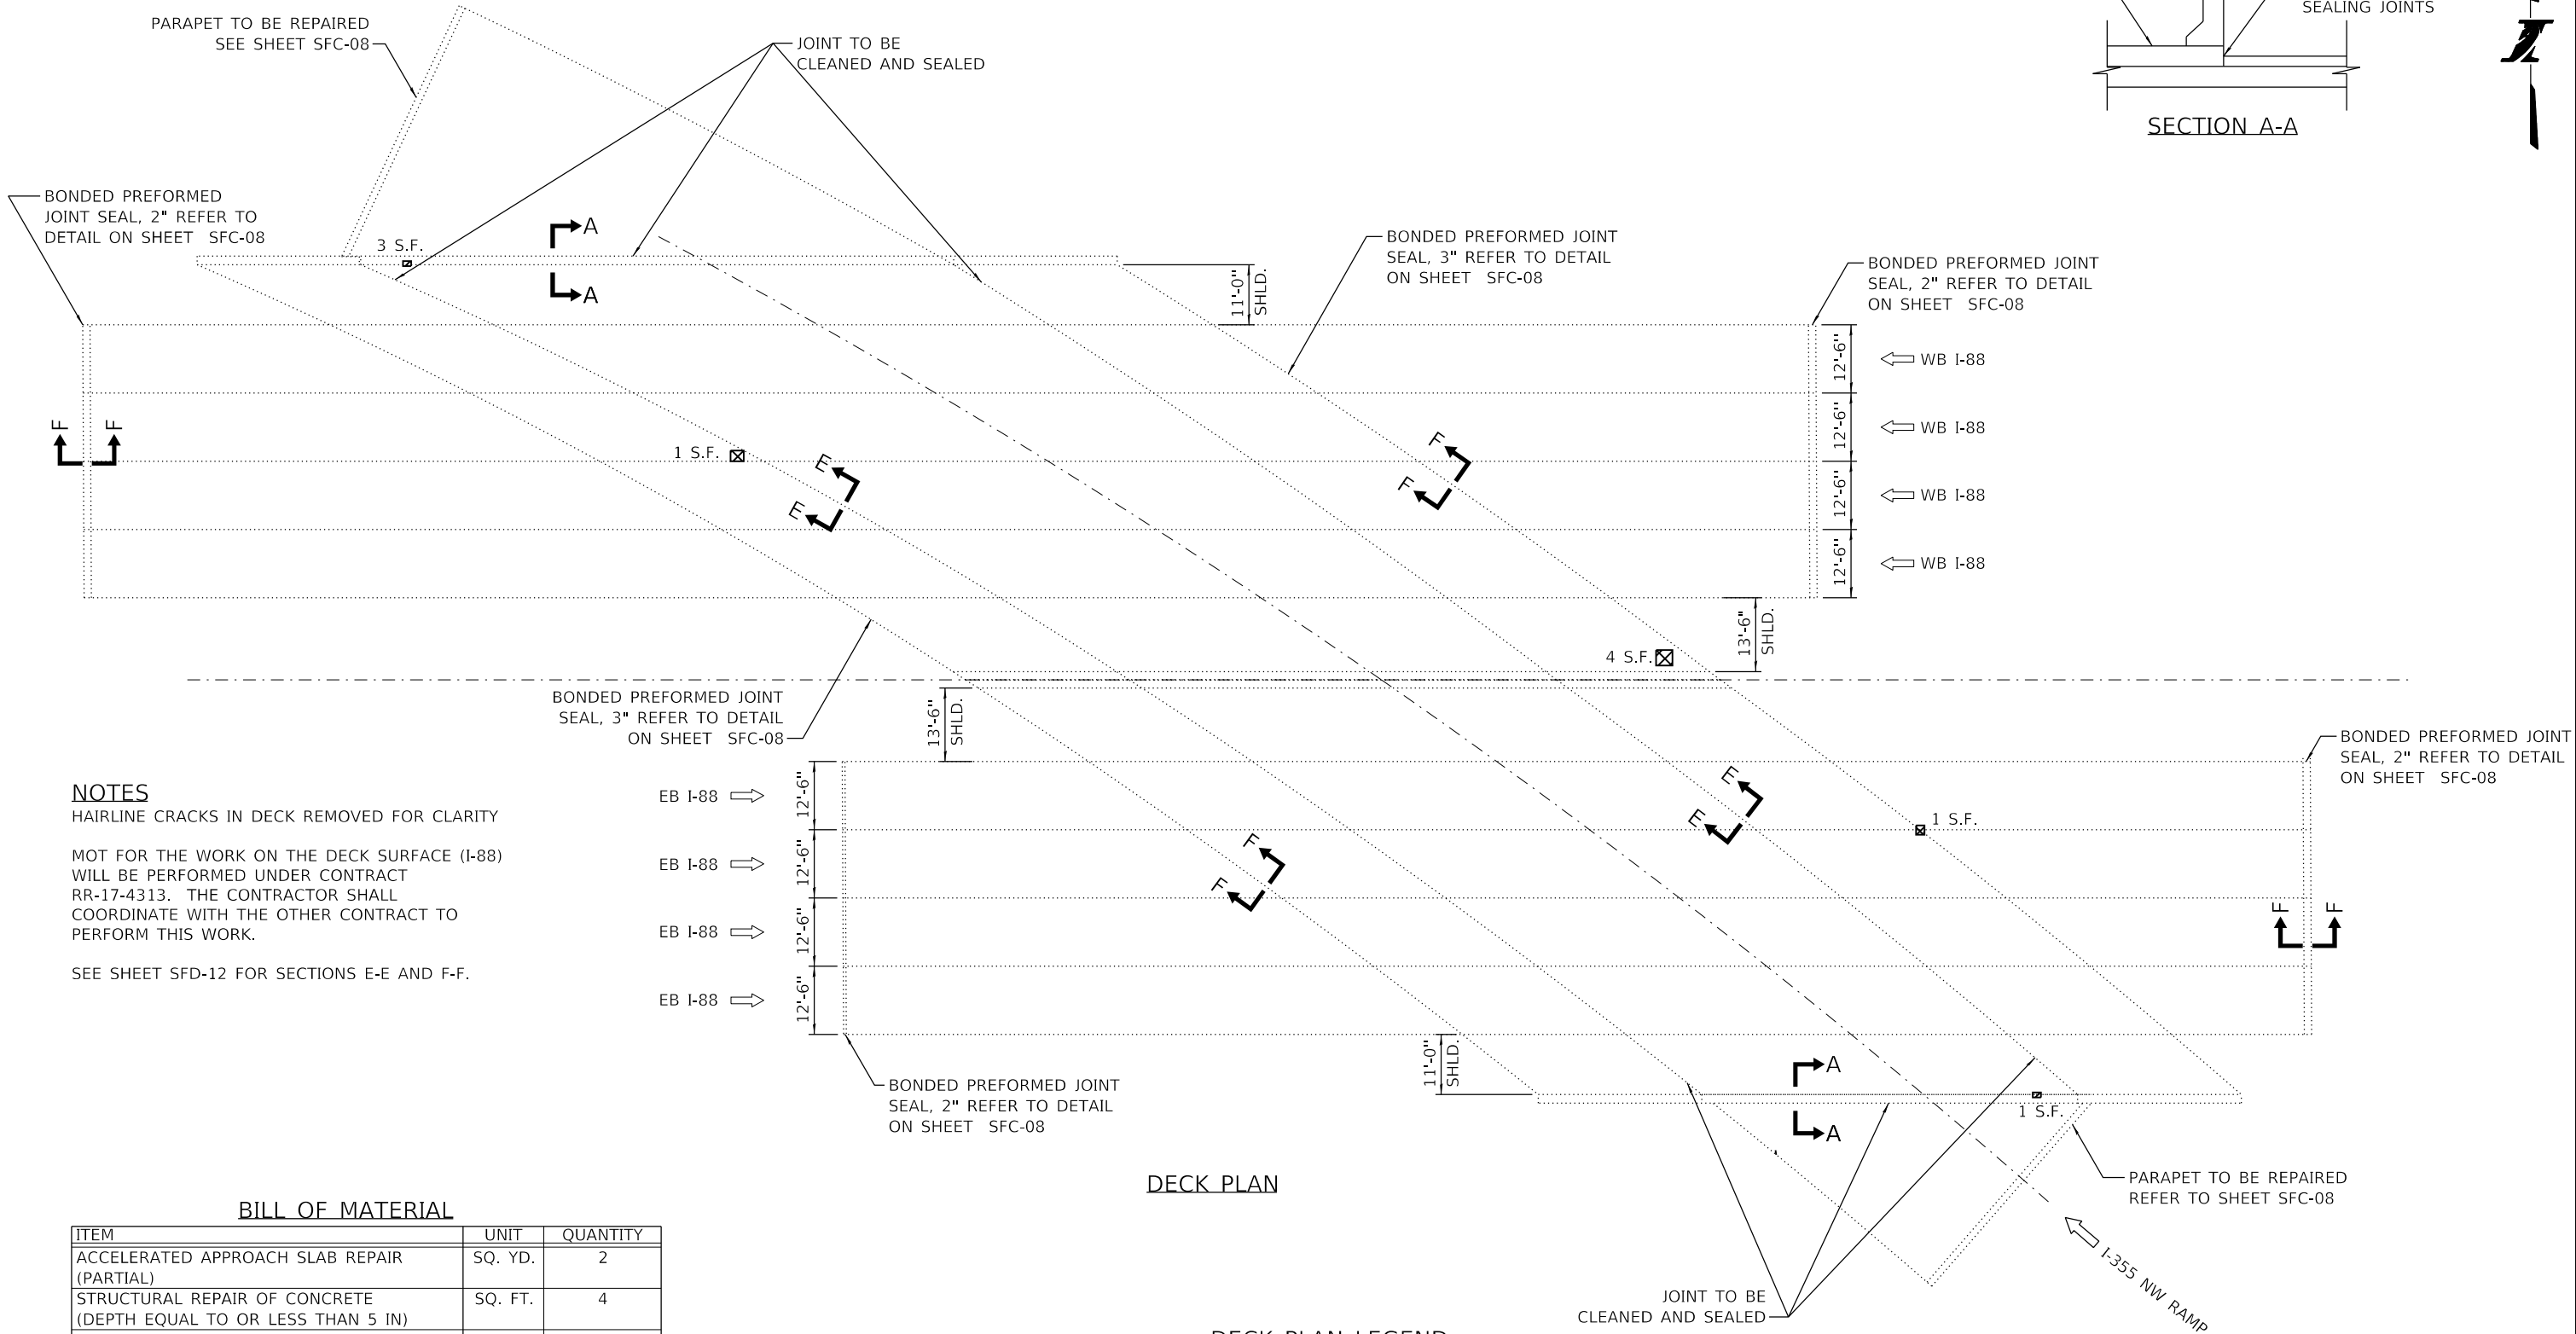 PARAPET TO BE REPAIRED
SEE SHEET SFC-08
JOINT TO BE
CLEANED AND SEALED
SEALING JOINTS
SECTION A-A
BONDED PREFORMED
JOINT SEAL, 2" REFER TO
DETAIL ON SHEET SFC-08
3 S.F.
A
A
11'-0"
SHLD.
BONDED PREFORMED JOINT
SEAL, 3" REFER TO DETAIL
ON SHEET SFC-08
BONDED PREFORMED JOINT
SEAL, 2" REFER TO DETAIL
ON SHEET SFC-08
12'-6"
WB I-88
12'-6"
WB I-88
12'-6"
WB I-88
12'-6"
WB I-88
F
F
1 S.F.
E
E
F
F
13'-6"
SHLD.
4 S.F.
BONDED PREFORMED JOINT
SEAL, 3" REFER TO DETAIL
ON SHEET SFC-08
13'-6"
SHLD.
BONDED PREFORMED JOINT
SEAL, 2" REFER TO DETAIL
ON SHEET SFC-08
NOTES
HAIRLINE CRACKS IN DECK REMOVED FOR CLARITY
MOT FOR THE WORK ON THE DECK SURFACE (I-88)
WILL BE PERFORMED UNDER CONTRACT
RR-17-4313. THE CONTRACTOR SHALL
COORDINATE WITH THE OTHER CONTRACT TO
PERFORM THIS WORK.
SEE SHEET SFD-12 FOR SECTIONS E-E AND F-F.
EB I-88
12'-6"
EB I-88
12'-6"
EB I-88
12'-6"
EB I-88
12'-6"
E
E
1 S.F.
F
F
F
F
BONDED PREFORMED JOINT
SEAL, 2" REFER TO DETAIL
ON SHEET SFC-08
11'-0"
SHLD.
A
A
1 S.F.
PARAPET TO BE REPAIRED
REFER TO SHEET SFC-08
DECK PLAN
I-355 NW RAMP
JOINT TO BE
CLEANED AND SEALED
BILL OF MATERIAL
ITEM UNIT QUANTITY
ACCELERATED APPROACH SLAB REPAIR SQ. YD. 2
(PARTIAL)
STRUCTURAL REPAIR OF CONCRETE SQ. FT. 4
(DEPTH EQUAL TO OR LESS THAN 5 IN)
DECK PLAN LEGEND